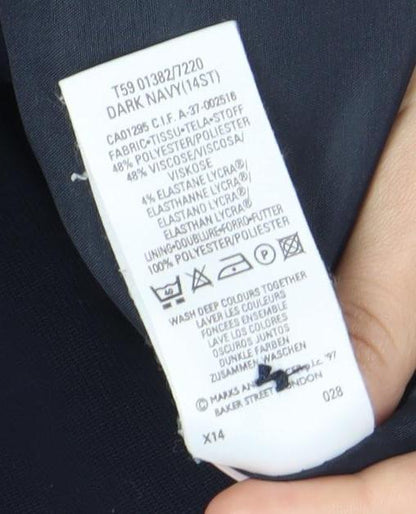 T59 01382/7220
DARK NAVY(14ST)
CA01295 C.I.F. A-37-002516
FABRIC•TISSU•TELA•STOFF
48% POLYESTER/POLIESTER
48% VISCOSE/VISCOSA/
VISKOSE
4% ELASTANE LYCRA®/
ELASTHANNE LYCRA®/
ELASTANO LYCRA®/
ELASTHAN LYCRA®/
LINING•DOUBLURE•FORRO•FUTTER
100% POLYESTER/POLIESTER
P
WASH DEEP COLOURS TOGETHER
LAVER LES COULEURS
FONCEES ENSEMBLE
LAVE LOS COLORES
OSCUROS JUNTOS
DUNKLE FARBEN
ZUSAMMEN WASCHEN
© MARKS AN '97
BAKER STREET LONDON
X14 028